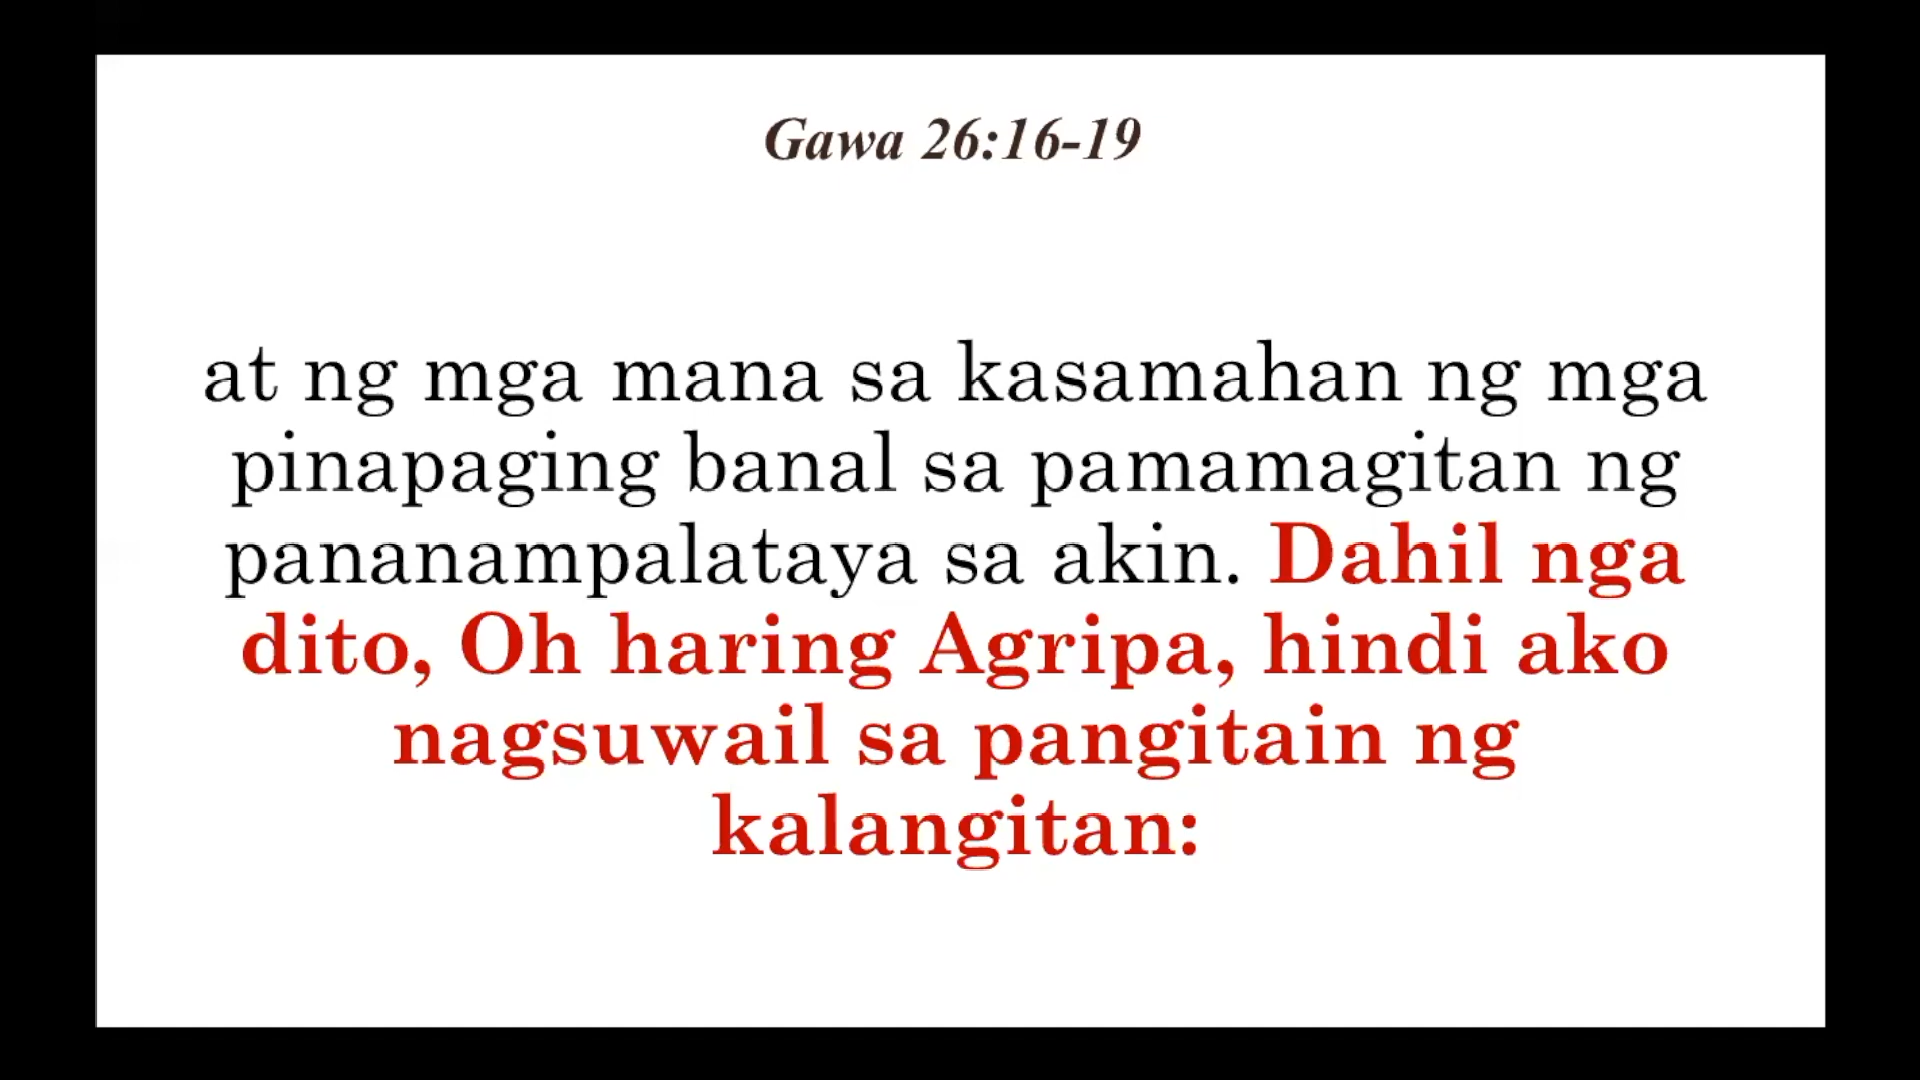 Gawa 26:16-19
at ng mga mana sa kasamahan ng mga
pinapaging banal sa pamamagitan ng
pananampalataya sa akin. Dahil nga
dito, Oh haring Agripa, hindi ako
nagsuwail sa pangitain ng
kalangitan: